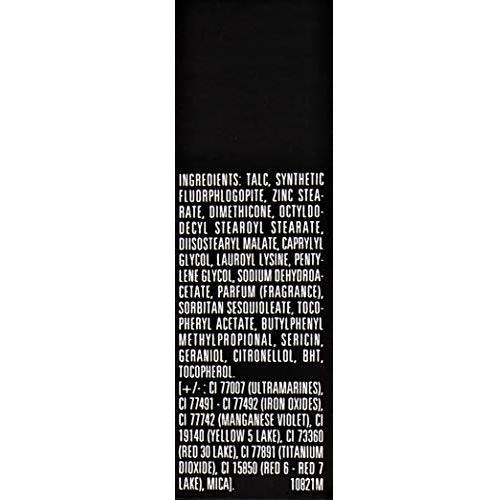 INGREDIENTS: TALC, SYNTHETIC
FLUORPHLOGOPITE, ZINC STEA-
RATE, DIMETHICONE, OCTYLDO-
DECYL STEAROYL STEARATE,
DIISOSTEARYL MALATE, CAPRYLYL
GLYCOL, LAUROYL LYSINE, PENTY-
LENE GLYCOL, SODIUM DEHYDROA-
CETATE, PARFUM (FRAGRANCE),
SORBITAN SESQUIOLEATE, TOCO-
PHERYL ACETATE, BUTYLPHENYL
METHYLPROPIONAL, SERICIN,
GERANIOL, CITRONELLOL, BHT,
TOCOPHEROL.
[+/- : CI 77007 (ULTRAMARINES),
CI 77491 - CI 77492 (IRON OXIDES),
CI 77742 (MANGANESE VIOLET), CI
19140 (YELLOW 5 LAKE), CI 73360
(RED 30 LAKE), CI 77891 (TITANIUM
DIOXIDE), CI 15850 (RED 6 - RED 7
LAKE), MICA]. 10821M